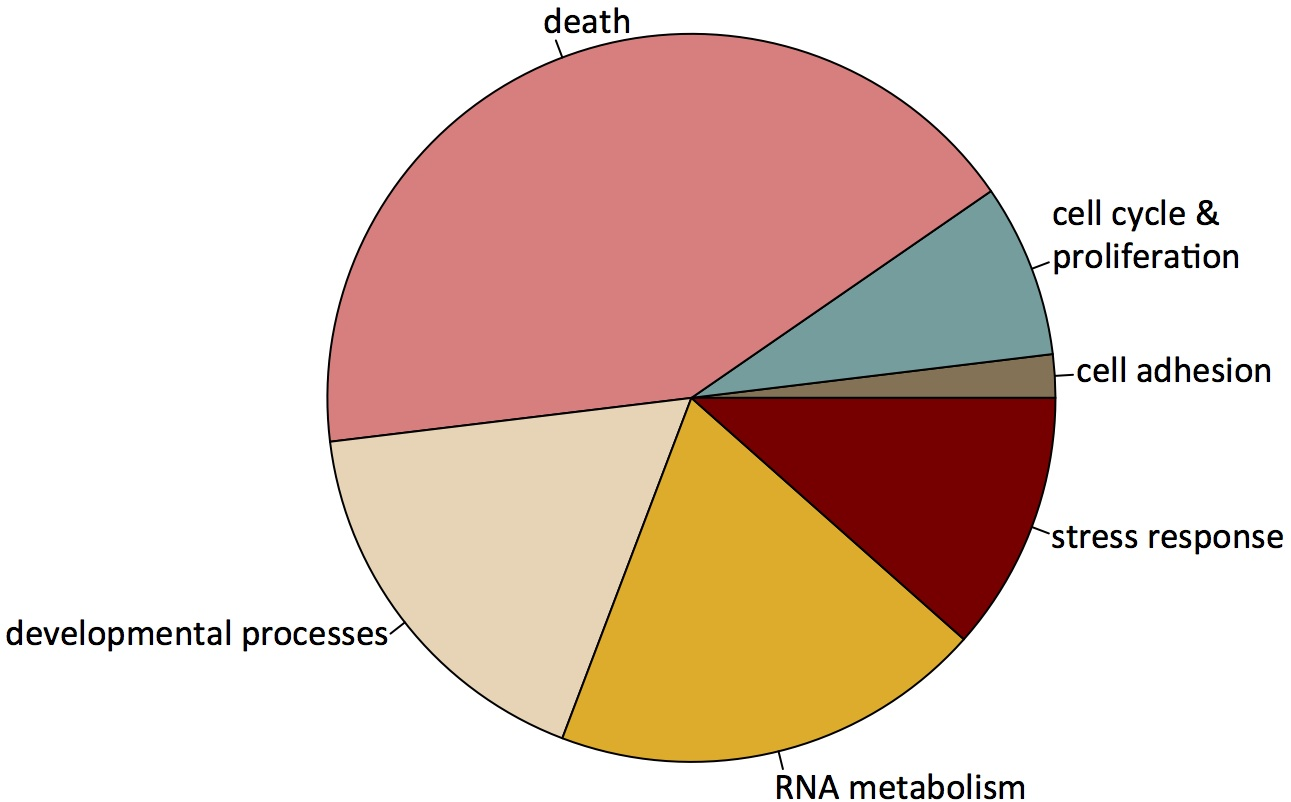 death
cell cycle &
proliferation
cell adhesion
stress response
developmental processes
RNA metabolism